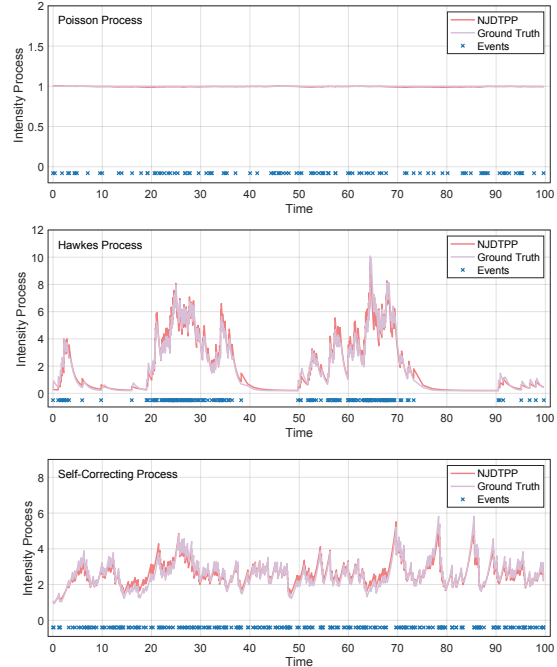 2
Poisson Process
NJDTPP
Ground Truth
Events
1.5
1
0.5
0
Intensity Process
0 10 20 30 40 50 60 70 80 90 100
Time
12
Hawkes Process
NJDTPP
Ground Truth
Events
10
8
6
4
2
0
Intensity Process
0 10 20 30 40 50 60 70 80 90 100
Time
Self-Correcting Process
NJDTPP
Ground Truth
Events
8
6
4
2
0
Intensity Process
0 10 20 30 40 50 60 70 80 90 100
Time